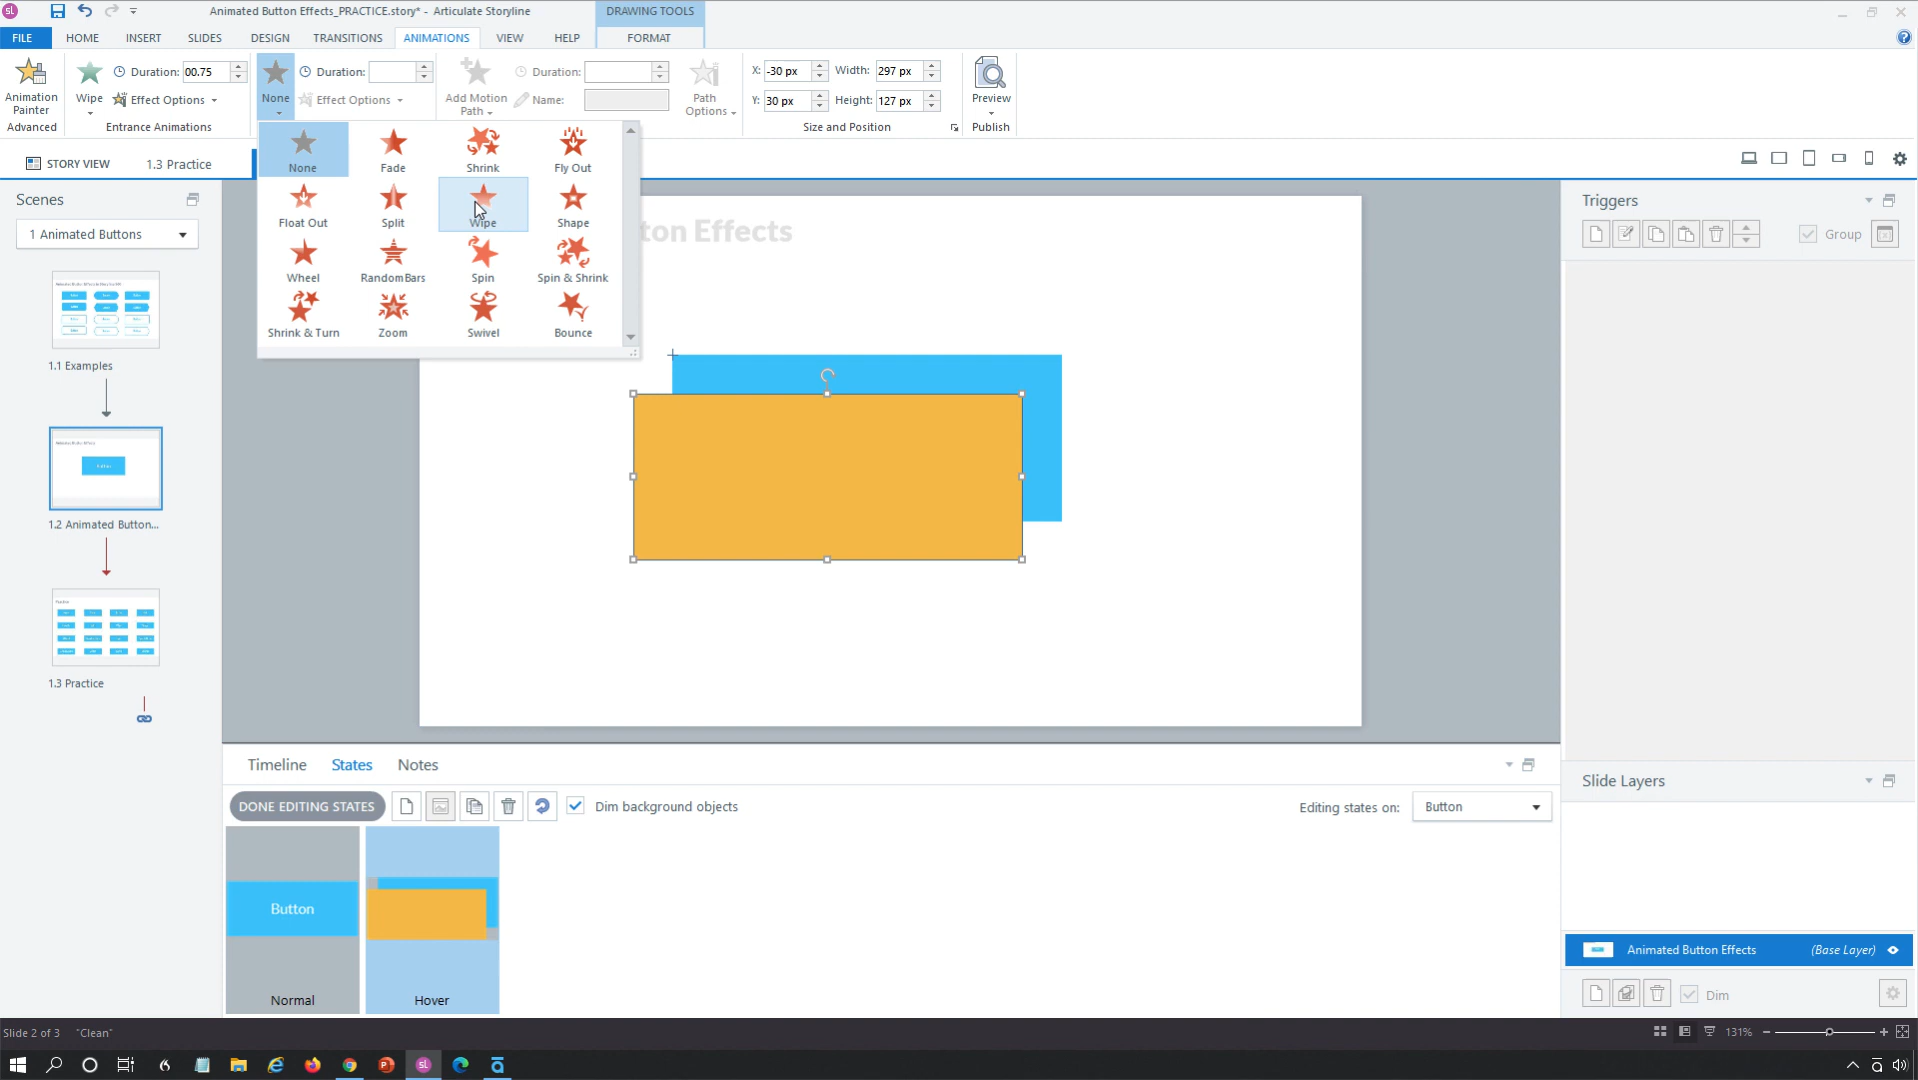 Animated Button Effects_PRACTICE.story* - Articulate Storyline
DRAWING TOOLS
FILE
HOME
INSERT
SLIDES
DESIGN
TRANSITIONS
ANIMATIONS
VIEW
HELP
FORMAT
Animation Painter
Wipe
Duration: 00.75
Effect Options
None
Duration:
Effect Options
Add Motion Path
Duration:
Name:
Path Options
X: -30 px
Width: 297 px
Y: 30 px
Height: 127 px
Preview
Advanced
Entrance Animations
Size and Position
Publish
None
Fade
Shrink
Fly Out
Float Out
Split
Wipe
Shape
Wheel
RandomBars
Spin
Spin & Shrink
Shrink & Turn
Zoom
Swivel
Bounce
STORY VIEW
1.3 Practice
Scenes
1 Animated Buttons
1.1 Examples
1.2 Animated Button...
1.3 Practice
ton Effects
Triggers
Group
Timeline
States
Notes
DONE EDITING STATES
Dim background objects
Editing states on:
Button
Button
Normal
Hover
Slide Layers
Animated Button Effects
(Base Layer)
Dim
Slide 2 of 3
"Clean"
131%